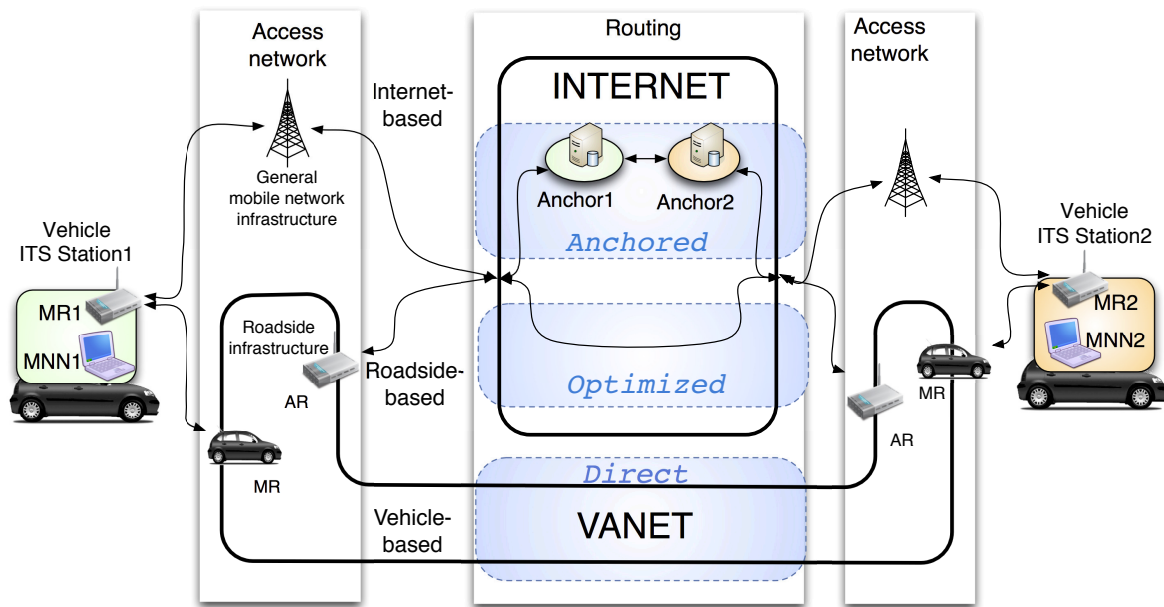 Access
network
Routing
Access
network
Internet-
based
INTERNET
General
mobile network
infrastructure
Anchor1
Anchor2
Anchored
Vehicle
ITS Station1
MR1
MNN1
Vehicle
ITS Station2
MR2
MNN2
Roadside
infrastructure
AR
MR
Roadside-
based
Optimized
MR
AR
Direct
VANET
Vehicle-
based